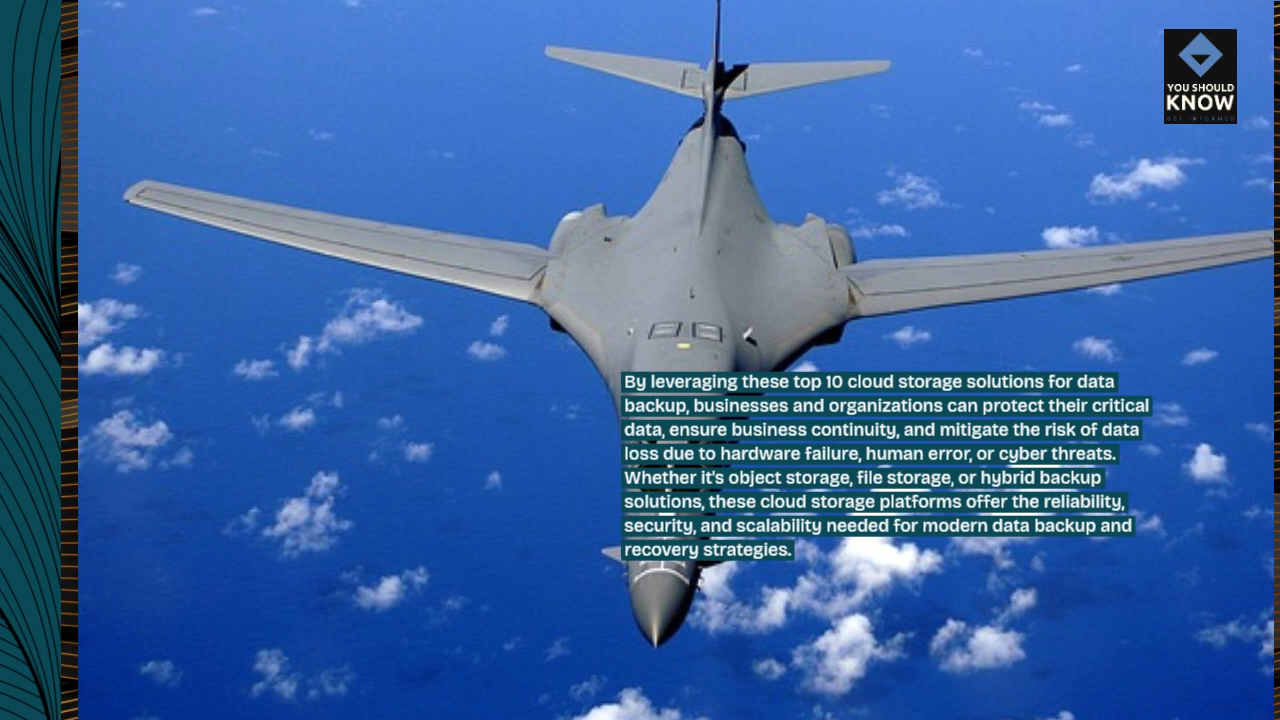 YOU SHOULD
KNOW
GET INFORMED
By leveraging these top 10 cloud storage solutions for data
backup, businesses and organizations can protect their critical
data, ensure business continuity, and mitigate the risk of data
loss due to hardware failure, human error, or cyber threats.
Whether it's object storage, file storage, or hybrid backup
solutions, these cloud storage platforms offer the reliability,
security, and scalability needed for modern data backup and
recovery strategies.